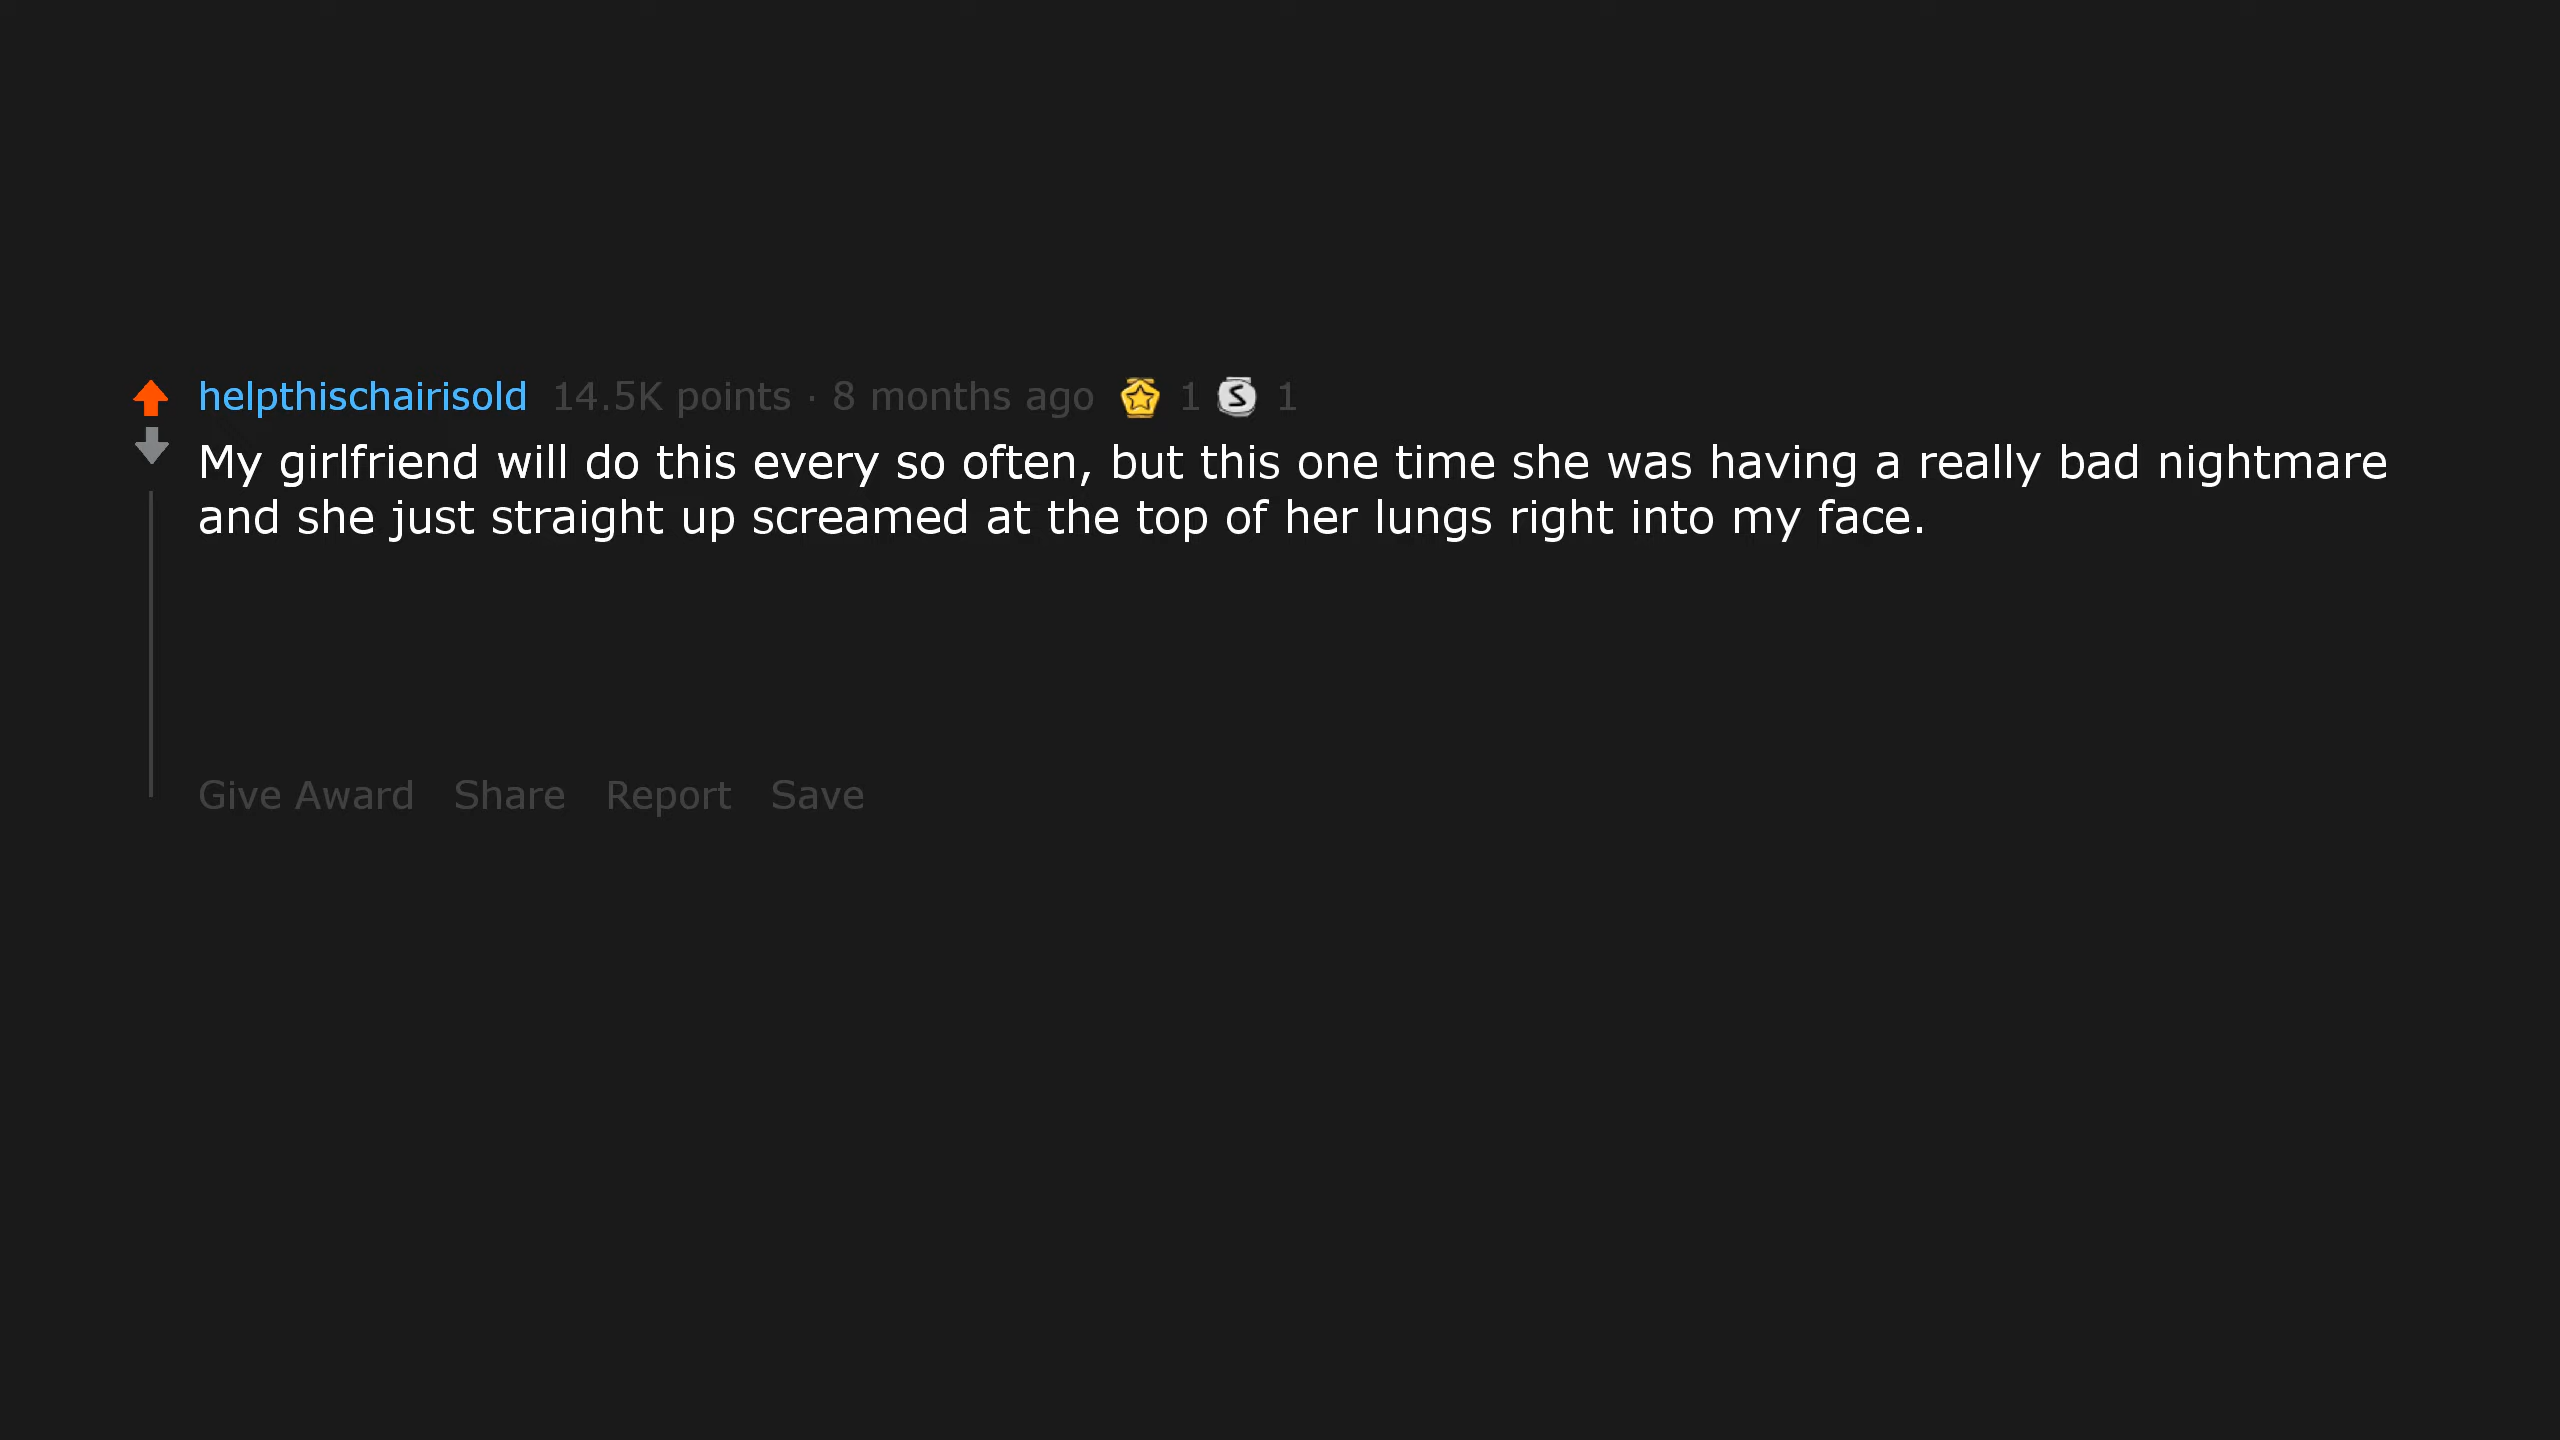 helpthischairisold 14.5K points · 8 months ago 1 S 1
My girlfriend will do this every so often, but this one time she was having a really bad nightmare
and she just straight up screamed at the top of her lungs right into my face.
Give Award Share Report Save